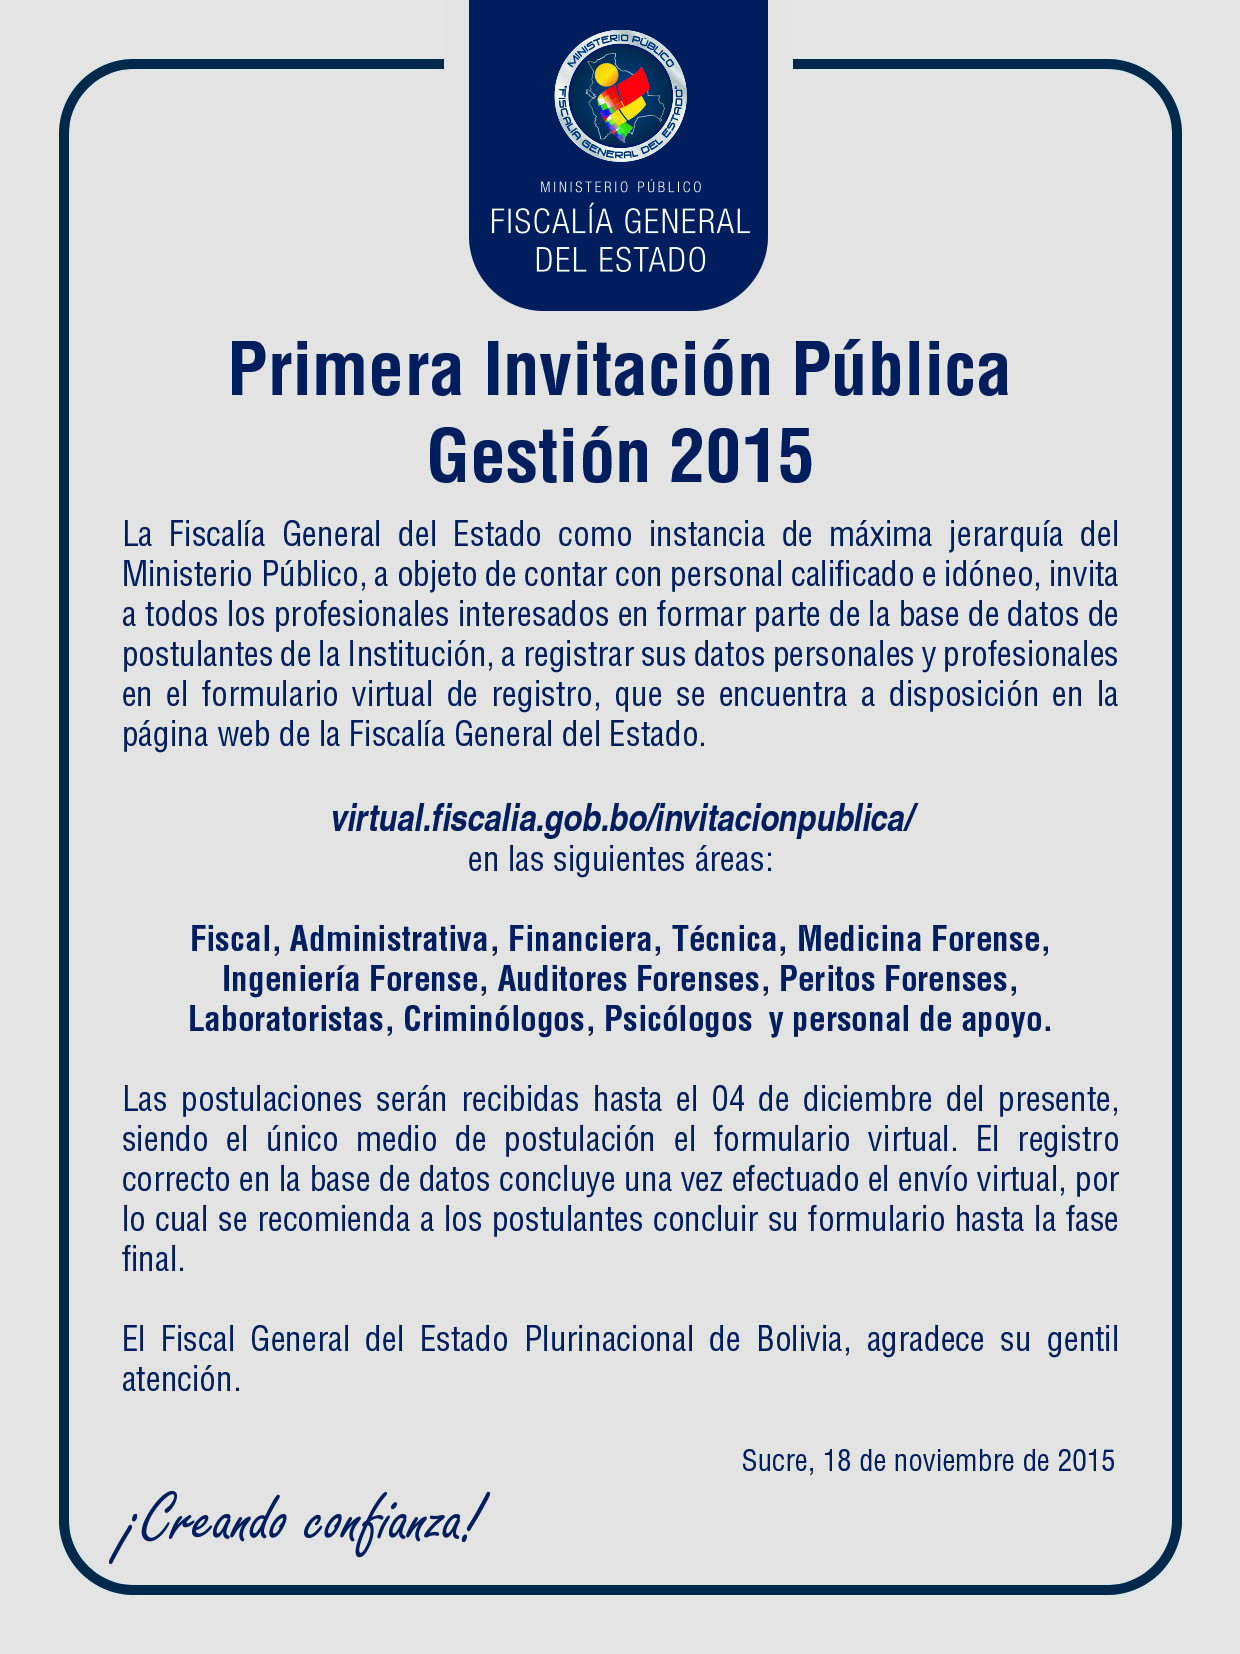 MINISTERIO PÚBLICO
"FISCALÍA GENERAL DEL ESTADO"
MINISTERIO PÚBLICO
FISCALÍA GENERAL
DEL ESTADO
Primera Invitación Pública
Gestión 2015
La Fiscalía General del Estado como instancia de máxima jerarquía del
Ministerio Público, a objeto de contar con personal calificado e idóneo, invita
a todos los profesionales interesados en formar parte de la base de datos de
postulantes de la Institución, a registrar sus datos personales y profesionales
en el formulario virtual de registro, que se encuentra a disposición en la
página web de la Fiscalía General del Estado.
virtual.fiscalia.gob.bo/invitacionpublica/
en las siguientes áreas:
Fiscal, Administrativa, Financiera, Técnica, Medicina Forense,
Ingeniería Forense, Auditores Forenses, Peritos Forenses,
Laboratoristas, Criminólogos, Psicólogos y personal de apoyo.
Las postulaciones serán recibidas hasta el 04 de diciembre del presente,
siendo el único medio de postulación el formulario virtual. El registro
correcto en la base de datos concluye una vez efectuado el envío virtual, por
lo cual se recomienda a los postulantes concluir su formulario hasta la fase
final.
El Fiscal General del Estado Plurinacional de Bolivia, agradece su gentil
atención.
Sucre, 18 de noviembre de 2015
¡Creando confianza!